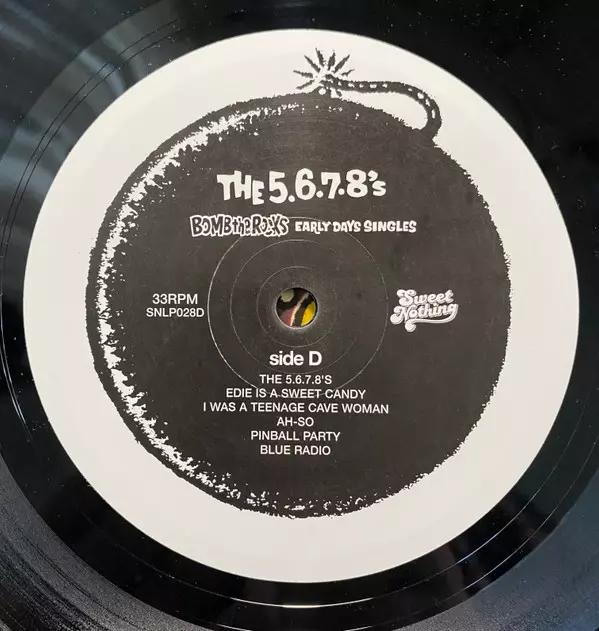 THE 5.6.7.8's
BOMB the ROCKS EARLY DAYS SINGLES
33RPM
SNLP028D
Sweet
Nothing
side D
THE 5.6.7.8'S
EDIE IS A SWEET CANDY
I WAS A TEENAGE CAVE WOMAN
AH-SO
PINBALL PARTY
BLUE RADIO